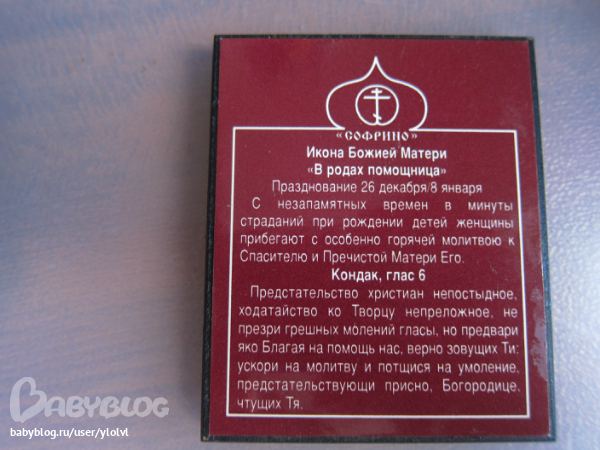 «СОФРИНО»
Икона Божией Матери
«В родах помощница»
Празднование 26 декабря/8 января
С незапамятных времен в минуты
страданий при рождении детей женщины
прибегают с особенно горячей молитвою к
Спасителю и Пречистой Матери Его.
Кондак, глас 6
Предстательство христиан непостыдное,
ходатайство ко Творцу непреложное, не
презри грешных молений гласы, но предвари
яко Благая на помощь нас, верно зовущих Ти:
ускори на молитву и потщися на умоление,
предстательствующи присно, Богородице,
чтущих Тя.
BABYBLOG
babyblog.ru/user/ylolvl